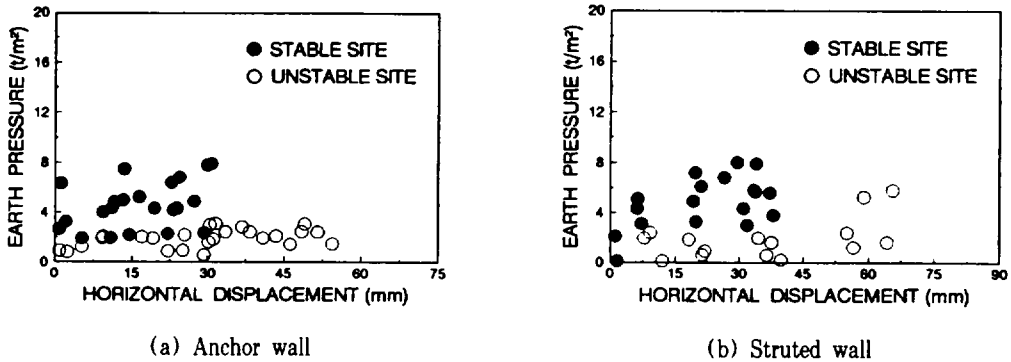 20
16
12
8
4
0
EARTH PRESSURE (t/m²)
● STABLE SITE
○ UNSTABLE SITE
0 15 30 45 60 75
HORIZONTAL DISPLACEMENT (mm)
(a) Anchor wall
20
16
12
8
4
0
EARTH PRESSURE (t/m²)
● STABLE SITE
○ UNSTABLE SITE
0 15 30 45 60 75 90
HORIZONTAL DISPLACEMENT (mm)
(b) Struted wall